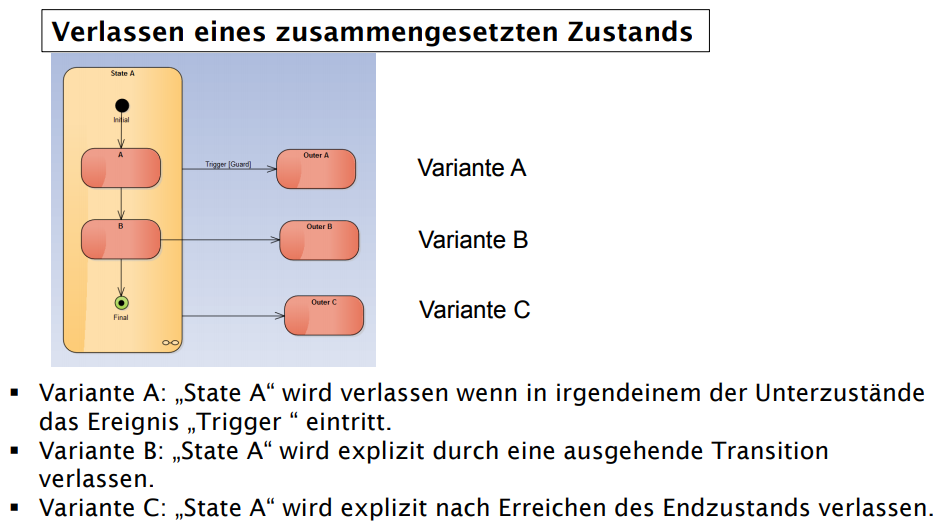 Verlassen eines zusammengesetzten Zustands
State A
Initial
A
Trigger [Guard]
Outer A
Variante A
B
Outer B
Variante B
Final
Outer C
Variante C
▪ Variante A: „State A“ wird verlassen wenn in irgendeinem der Unterzustände
das Ereignis „Trigger “ eintritt.
▪ Variante B: „State A“ wird explizit durch eine ausgehende Transition
verlassen.
▪ Variante C: „State A“ wird explizit nach Erreichen des Endzustands verlassen.